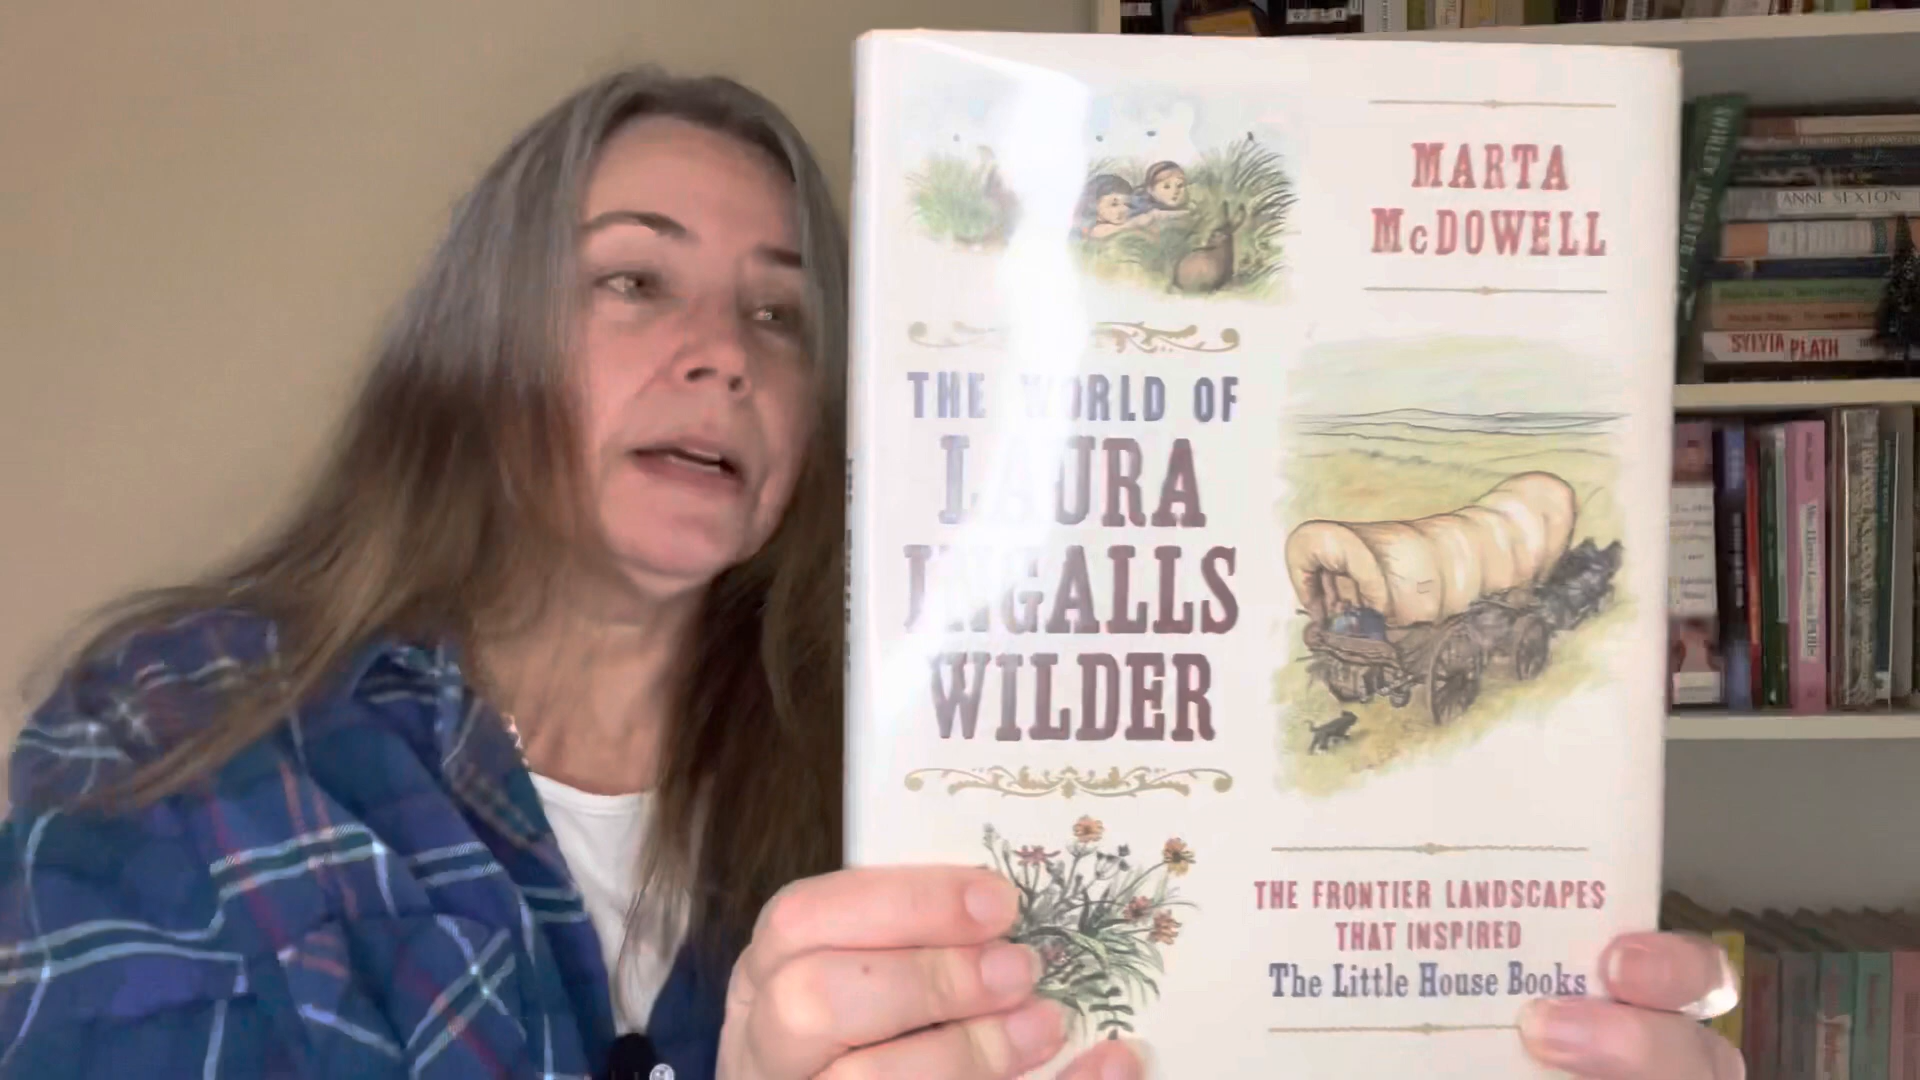 MARTA
McDOWELL
THE WORLD OF
LAURA
INGALLS
WILDER
THE FRONTIER LANDSCAPES
THAT INSPIRED
The Little House Books
ANNE SEXTON
SYLVIA PLATH